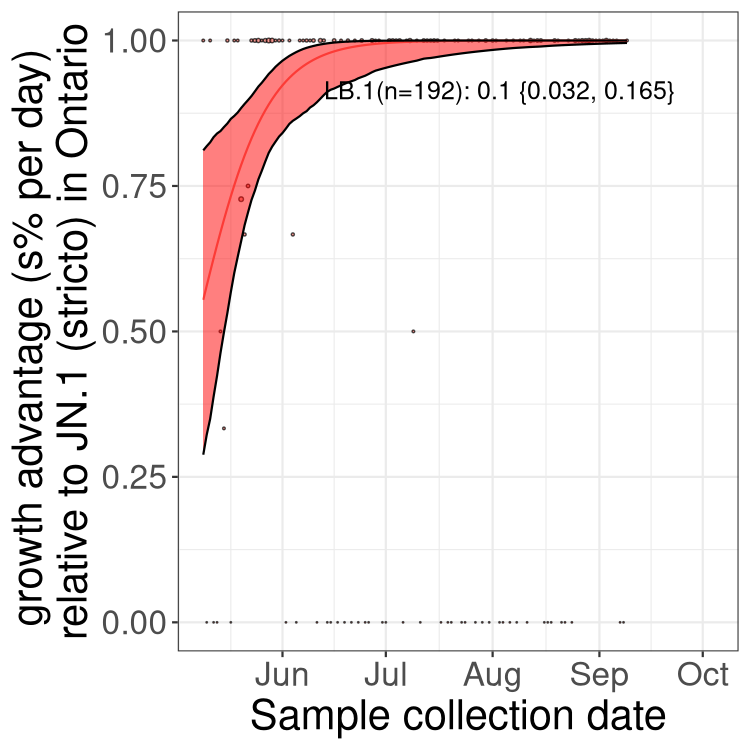 growth advantage (s% per day)
relative to JN.1 (stricto) in Ontario
1.00
0.75
0.50
0.25
0.00
LB.1(n=192): 0.1 {0.032, 0.165}
Jun Jul Aug Sep Oct
Sample collection date